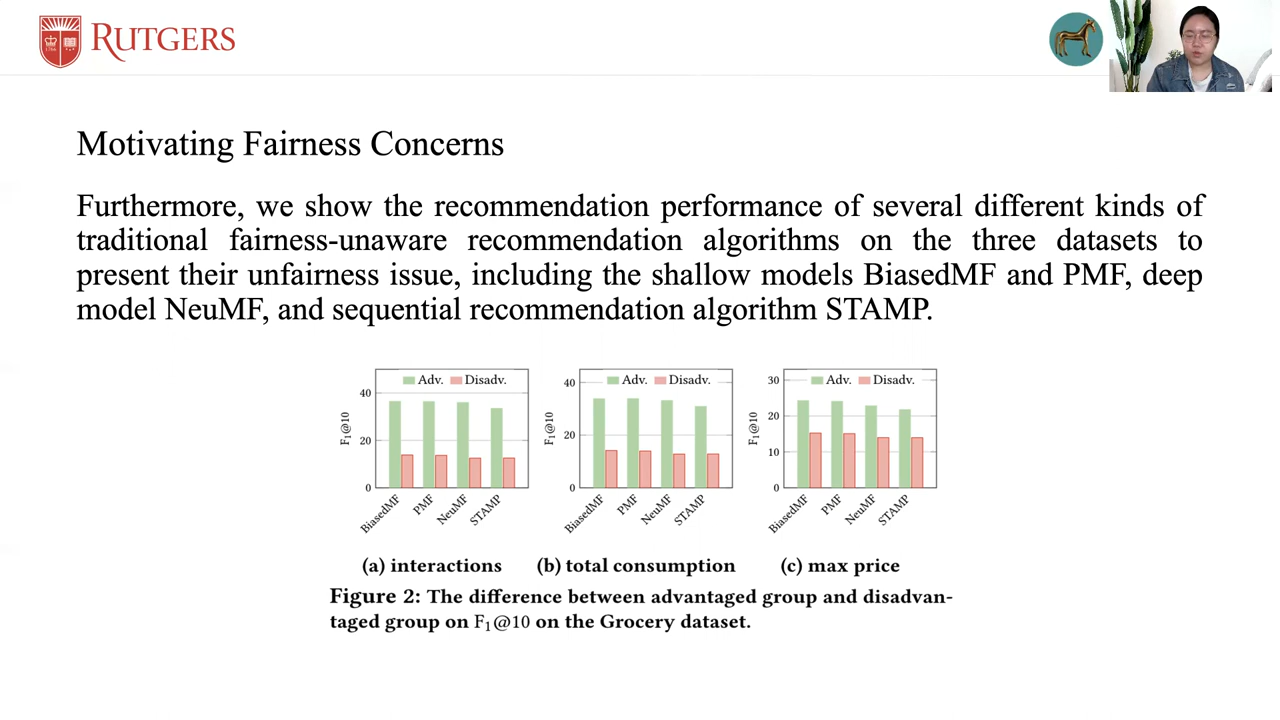 RUTGERS
Motivating Fairness Concerns
Furthermore, we show the recommendation performance of several different kinds of
traditional fairness-unaware recommendation algorithms on the three datasets to
present their unfairness issue, including the shallow models BiasedMF and PMF, deep
model NeuMF, and sequential recommendation algorithm STAMP.
Adv. Disadv.
40
20
0
F1@10
BiasedMF PMF NeuMF STAMP
(a) interactions
Adv. Disadv.
40
20
0
F1@10
BiasedMF PMF NeuMF STAMP
(b) total consumption
Adv. Disadv.
30
20
10
0
F1@10
BiasedMF PMF NeuMF STAMP
(c) max price
Figure 2: The difference between advantaged group and disadvan-
taged group on F1@10 on the Grocery dataset.